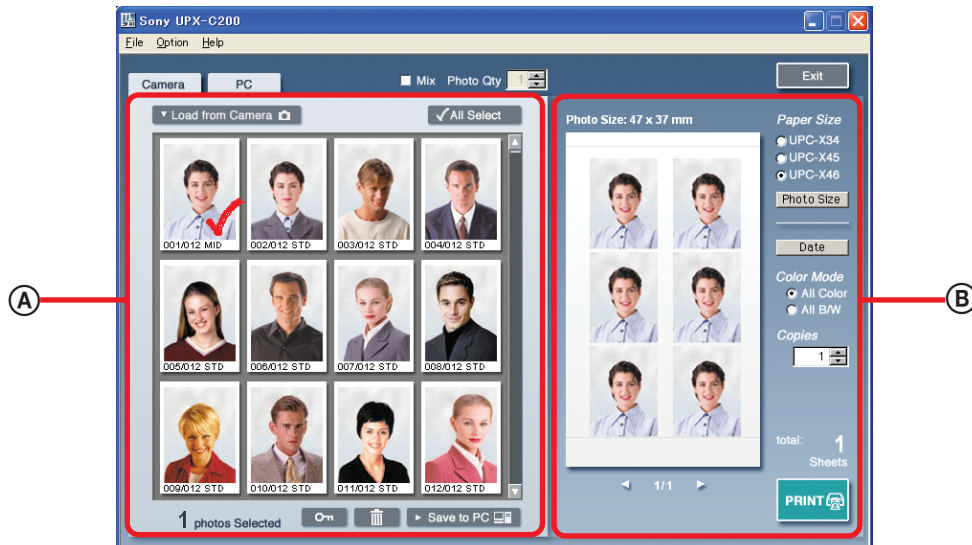 Sony UPX-C200
File Option Help
Camera PC Mix Photo Qty 1 Exit
Load from Camera All Select
001/012 MID 002/012 STD 003/012 STD 004/012 STD
005/012 STD 006/012 STD 007/012 STD 008/012 STD
009/012 STD 010/012 STD 011/012 STD 012/012 STD
1 photos Selected Save to PC
Photo Size: 47 x 37 mm
1/1
Paper Size
UPC-X34
UPC-X45
UPC-X46
Photo Size
Date
Color Mode
All Color
All B/W
Copies
1
total: 1
Sheets
PRINT
A
B